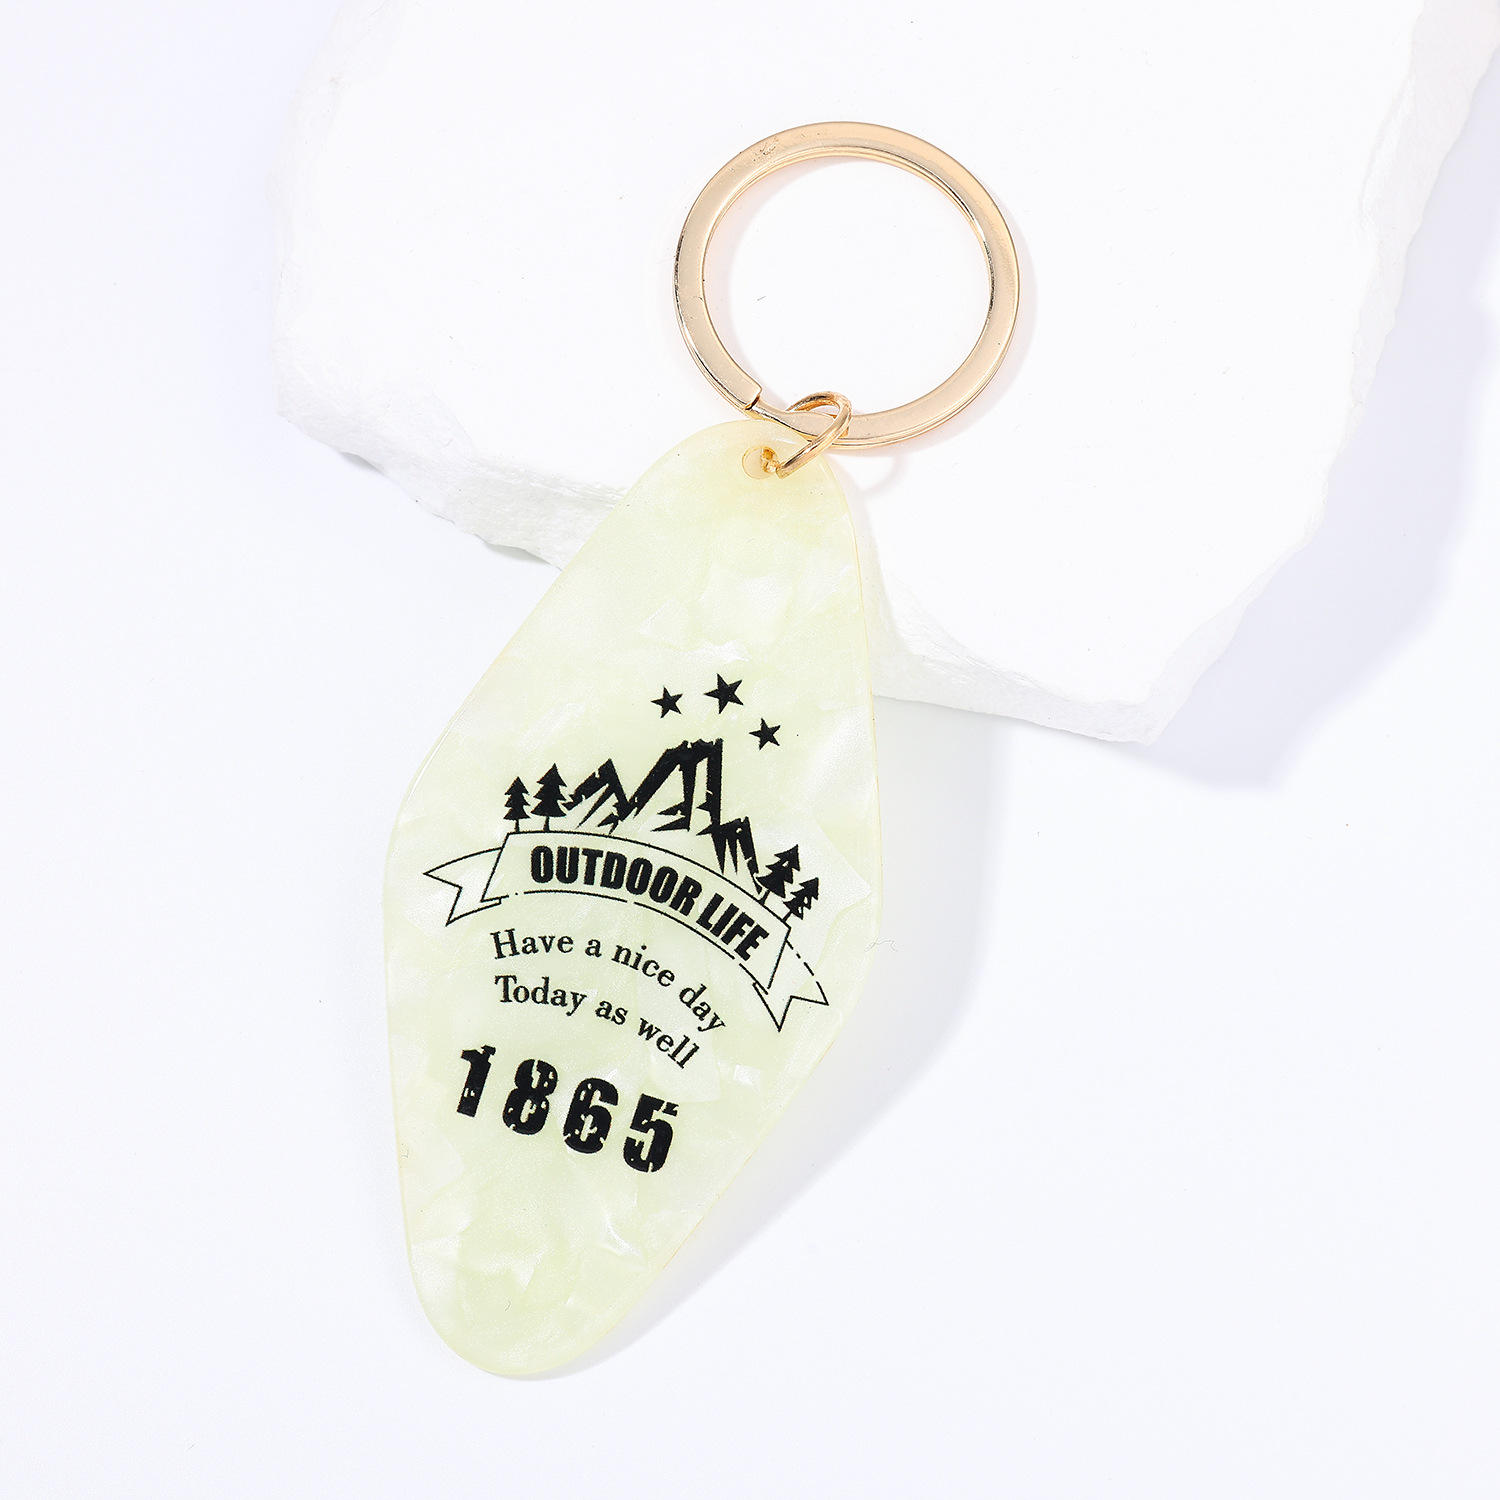 OUTDOOR LIFE
Have a nice day
Today as well
1865